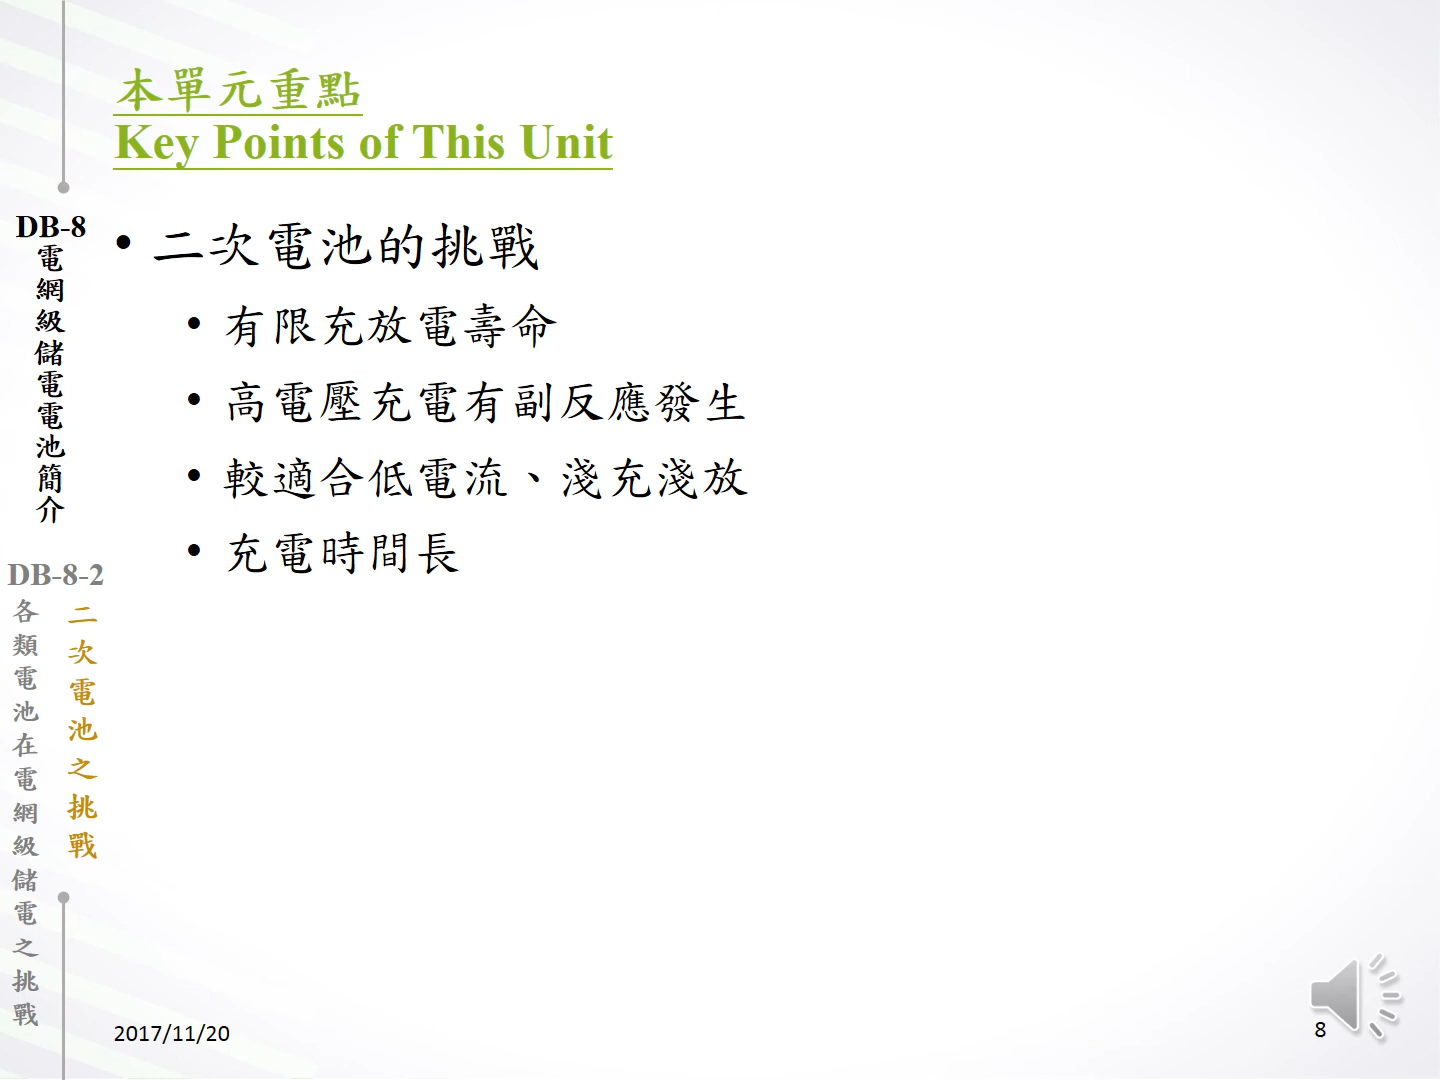 本單元重點
Key Points of This Unit
DB-8
電網級儲電電池簡介
DB-8-2
各類電池在電網級儲電之挑戰
二次電池之挑戰
• 二次電池的挑戰
• 有限充放電壽命
• 高電壓充電有副反應發生
• 較適合低電流、淺充淺放
• 充電時間長
2017/11/20
8